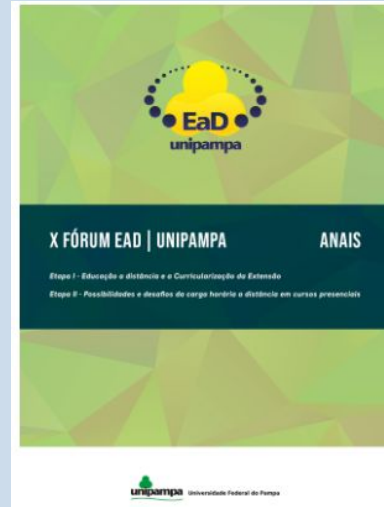 EaD
unipampa
X FÓRUM EAD | UNIPAMPA ANAIS
Etapa I - Educação a distância e a Curricularização da Extensão
Etapa II - Possibilidades e desafios da carga horária a distância em cursos presenciais
unipampa Universidade Federal do Pampa